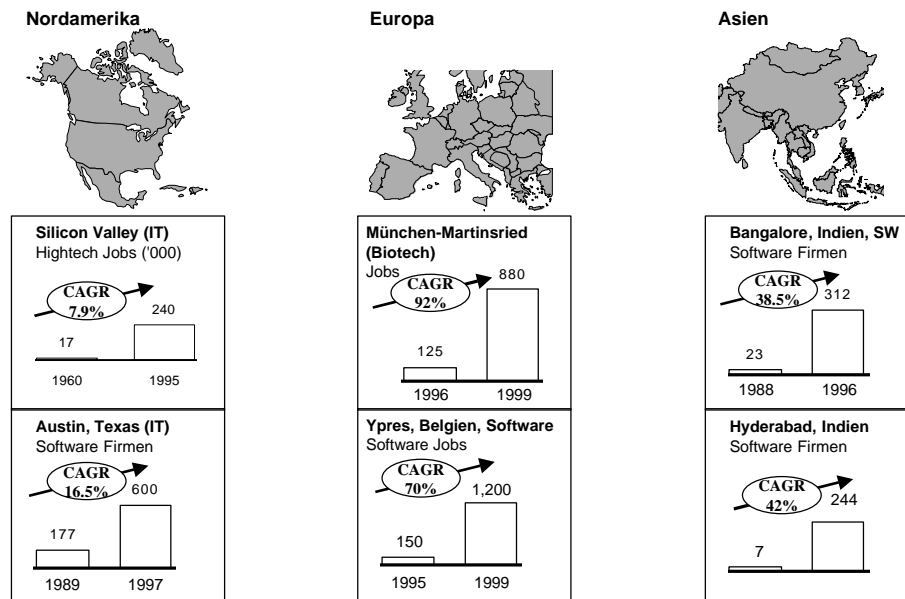 Nordamerika
Europa
Asien
Silicon Valley (IT)
Hightech Jobs ('000)
CAGR
7.9%
17
240
1960
1995
München-Martinsried
(Biotech)
Jobs
CAGR
92%
880
125
1996
1999
Bangalore, Indien, SW
Software Firmen
CAGR
38.5%
312
23
1988
1996
Austin, Texas (IT)
Software Firmen
CAGR
16.5%
600
177
1989
1997
Ypres, Belgien, Software
Software Jobs
CAGR
70%
1,200
150
1995
1999
Hyderabad, Indien
Software Firmen
CAGR
42%
244
7